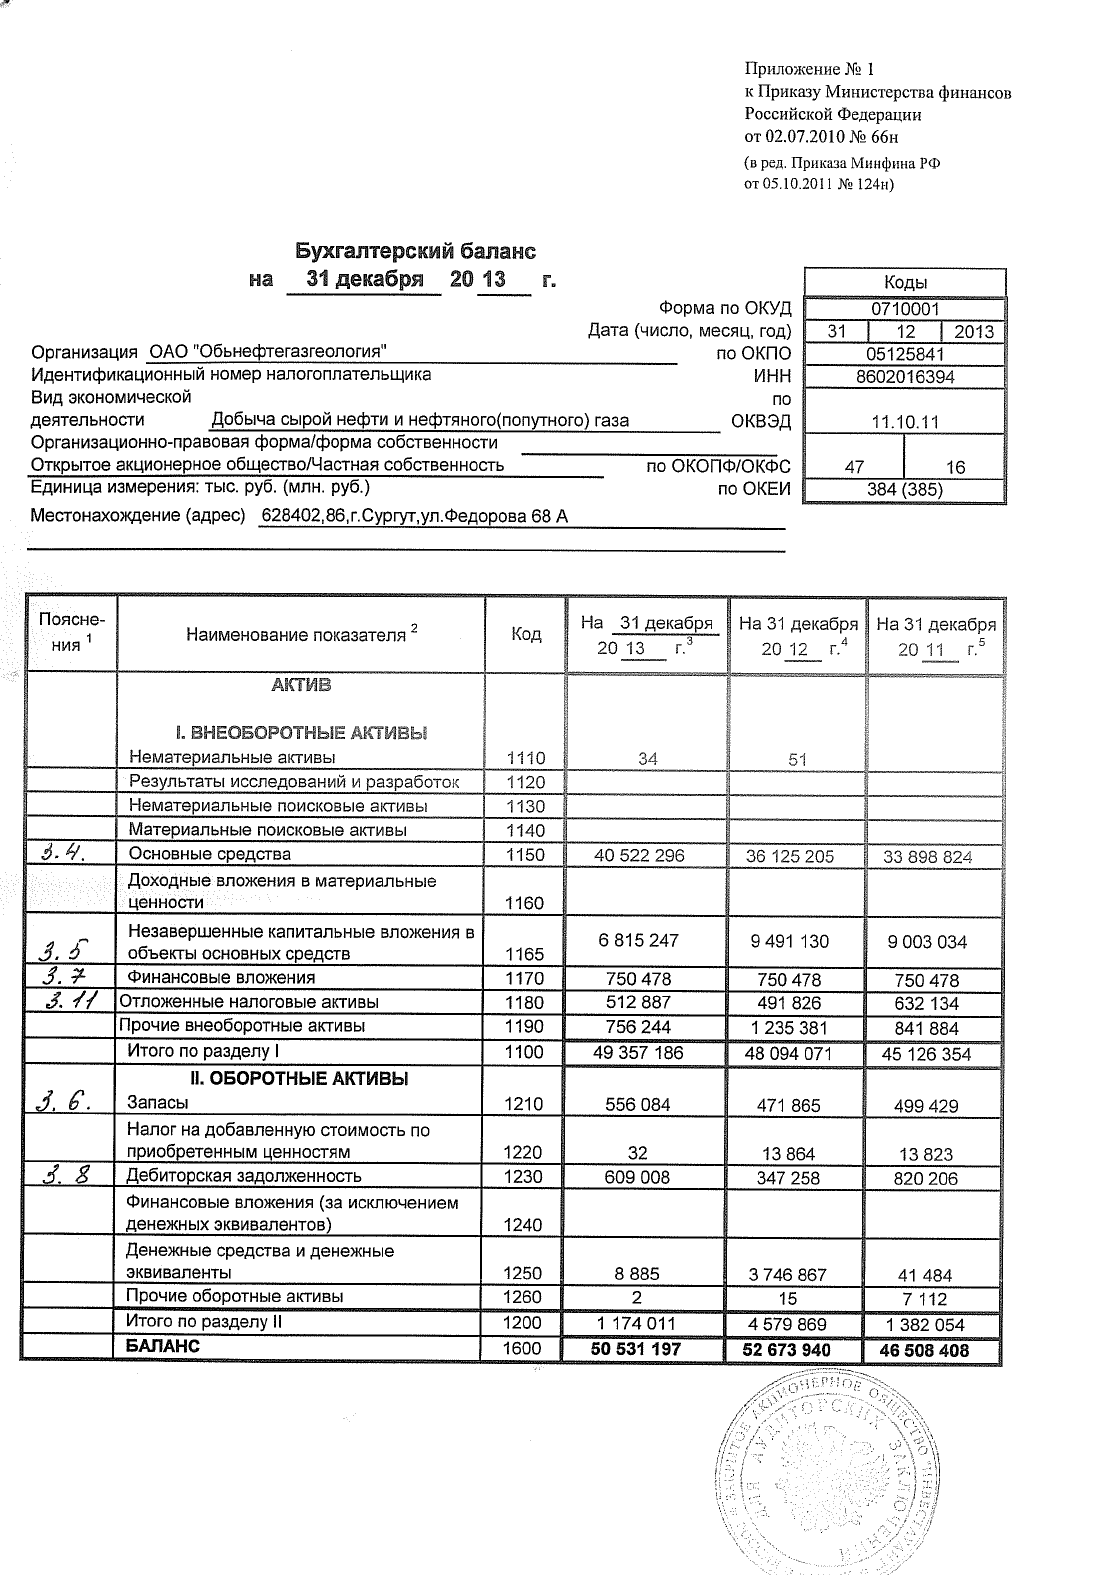 Приложение № 1
к Приказу Министерства финансов
Российской Федерации
от 02.07.2010 № 66н
(в ред. Приказа Минфина РФ
от 05.10.2011 № 124н)
Бухгалтерский баланс
на 31 декабря 20 13 г.
Коды
Форма по ОКУД 0710001
Дата (число, месяц, год) 31 12 2013
Организация ОАО "Обьнефтегазгеология" по ОКПО 05125841
Идентификационный номер налогоплательщика ИНН 8602016394
Вид экономической по
деятельности Добыча сырой нефти и нефтяного(попутного) газа ОКВЭД 11.10.11
Организационно-правовая форма/форма собственности
Открытое акционерное общество/Частная собственность по ОКОПФ/ОКФС 47 16
Единица измерения: тыс. руб. (млн. руб.) по ОКЕИ 384 (385)
Местонахождение (адрес) 628402,86,г.Сургут,ул.Федорова 68 А
Поясне-
ния 1 Наименование показателя 2 Код На 31 декабря 20 13 г.3 На 31 декабря 20 12 г.4 На 31 декабря 20 11 г.5
АКТИВ
I. ВНЕОБОРОТНЫЕ АКТИВЫ
Нематериальные активы 1110 34 51
Результаты исследований и разработок 1120
Нематериальные поисковые активы 1130
Материальные поисковые активы 1140
3.4. Основные средства 1150 40 522 296 36 125 205 33 898 824
Доходные вложения в материальные
ценности 1160
Незавершенные капитальные вложения в
3.5 объекты основных средств 1165 6 815 247 9 491 130 9 003 034
3.7 Финансовые вложения 1170 750 478 750 478 750 478
3.11 Отложенные налоговые активы 1180 512 887 491 826 632 134
Прочие внеоборотные активы 1190 756 244 1 235 381 841 884
Итого по разделу I 1100 49 357 186 48 094 071 45 126 354
II. ОБОРОТНЫЕ АКТИВЫ
3.6. Запасы 1210 556 084 471 865 499 429
Налог на добавленную стоимость по
приобретенным ценностям 1220 32 13 864 13 823
3.8 Дебиторская задолженность 1230 609 008 347 258 820 206
Финансовые вложения (за исключением
денежных эквивалентов) 1240
Денежные средства и денежные
эквиваленты 1250 8 885 3 746 867 41 484
Прочие оборотные активы 1260 2 15 7 112
Итого по разделу II 1200 1 174 011 4 579 869 1 382 054
БАЛАНС 1600 50 531 197 52 673 940 46 508 408
ЗАКРЫТОЕ АКЦИОНЕРНОЕ ОБЩЕСТВО
ДЛЯ АУДИТОРСКИХ ЗАКЛЮЧЕНИЙ